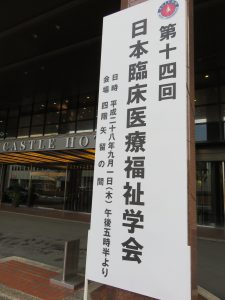 第十四回
日本臨床医療福祉学会
日時 平成二十八年九月一日(木)午後五時半より
会場 四階 矢留の間
CASTLE HO